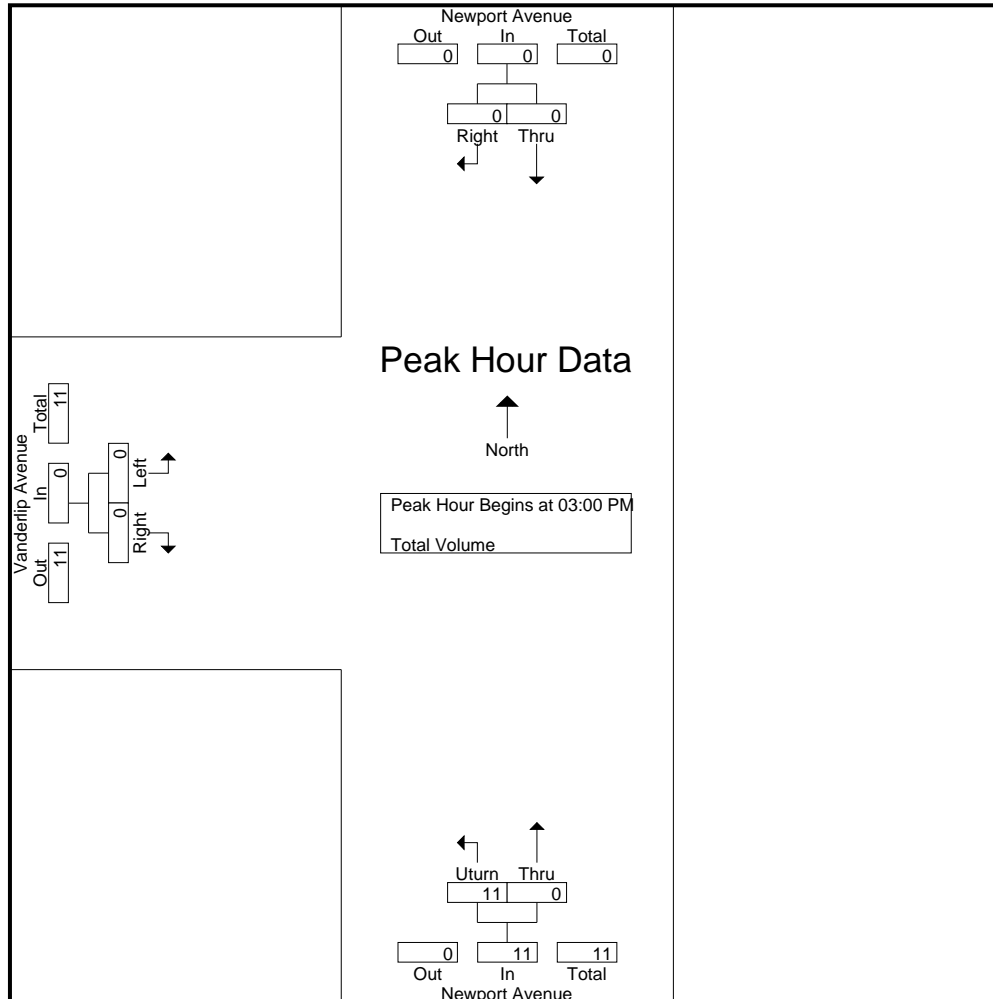 Newport Avenue
Out In Total
0 0 0
0 0
Right Thru
Peak Hour Data
North
Peak Hour Begins at 03:00 PM
Total Volume
Vanderlip Avenue
Out In Total
11 0 11
0 0
Right Left
Uturn Thru
11 0
0 11 11
Out In Total
Newport Avenue